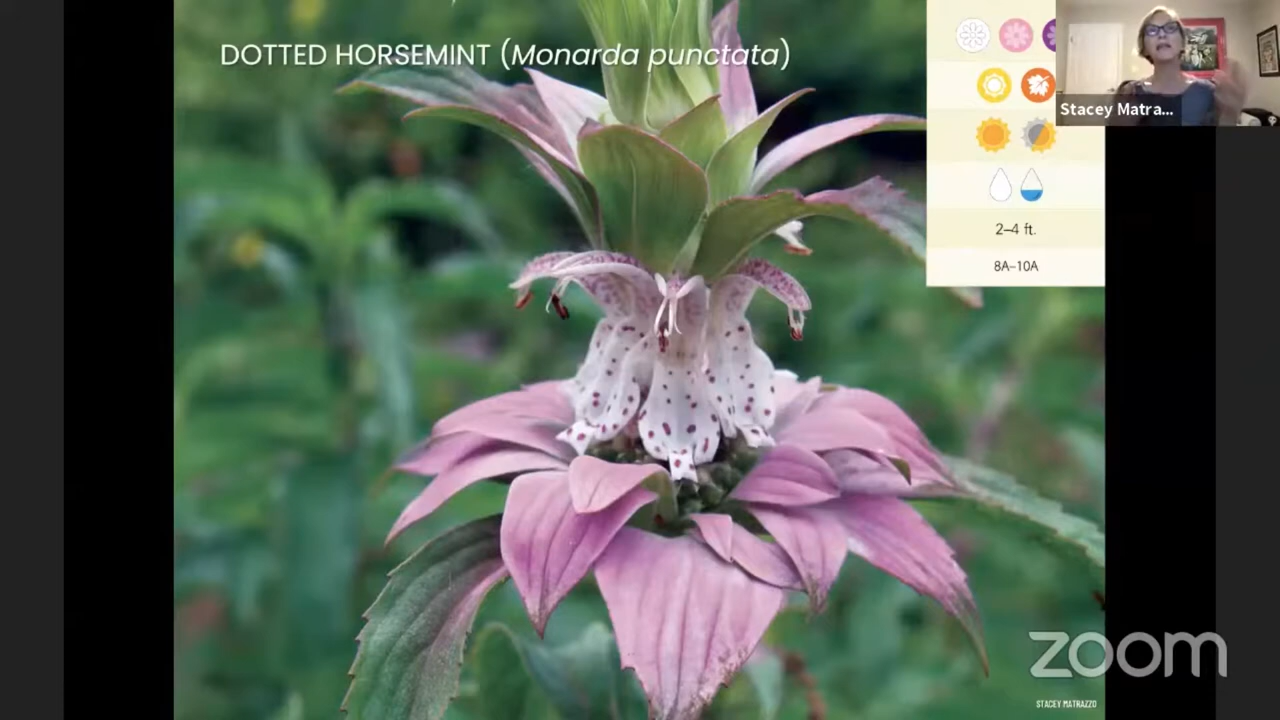 DOTTED HORSEMINT (Monarda punctata)
Stacey Matra...
2–4 ft.
8A–10A
zoom
STACEY MATRAZZO